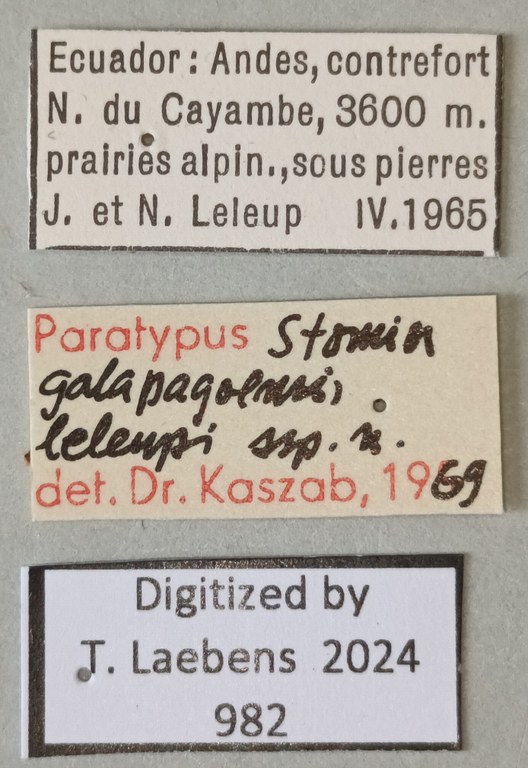 Ecuador: Andes, contrefort
N. du Cayambe, 3600 m.
prairies alpin., sous pierres
J. et N. Leleup IV.1965
Paratypus Stomion
galapagoensis
leleupi ssp. n.
det. Dr. Kaszab, 1969
Digitized by
T. Laebens 2024
982